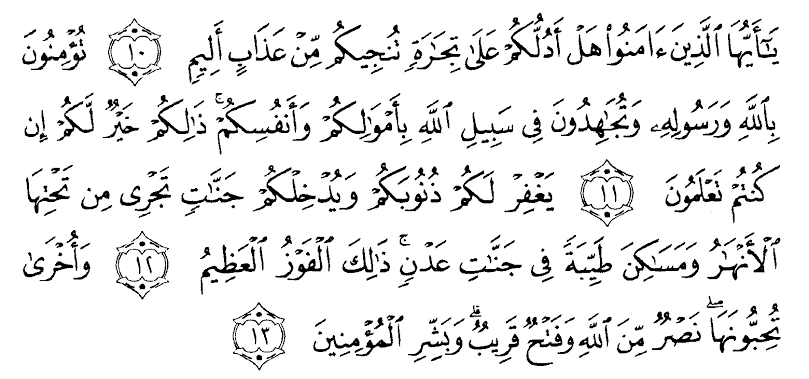 يَـٰٓأَيُّهَا ٱلَّذِينَ ءَامَنُوا۟ هَلْ أَدُلُّكُمْ عَلَىٰ تِجَـٰرَةٍۢ تُنجِيكُم مِّنْ عَذَابٍ أَلِيمٍۢ ١٠ تُؤْمِنُونَ
بِٱللَّهِ وَرَسُولِهِۦ وَتُجَـٰهِدُونَ فِى سَبِيلِ ٱللَّهِ بِأَمْوَٰلِكُمْ وَأَنفُسِكُمْ ۚ ذَٰلِكُمْ خَيْرٌۭ لَّكُمْ إِن
كُنتُمْ تَعْلَمُونَ ١١ يَغْفِرْ لَكُمْ ذُنُوبَكُمْ وَيُدْخِلْكُمْ جَنَّـٰتٍۢ تَجْرِى مِن تَحْتِهَا
ٱلْأَنْهَـٰرُ وَمَسَـٰكِنَ طَيِّبَةًۭ فِى جَنَّـٰتِ عَدْنٍۢ ۚ ذَٰلِكَ ٱلْفَوْزُ ٱلْعَظِيمُ ١٢ وَأُخْرَىٰ
تُحِبُّونَهَا ۖ نَصْرٌۭ مِّنَ ٱللَّهِ وَفَتْحٌۭ قَرِيبٌۭ ۗ وَبَشِّرِ ٱلْمُؤْمِنِينَ ١٣